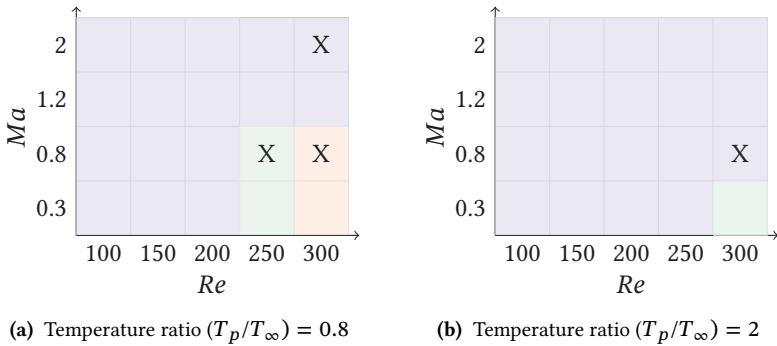 2
X
1.2
Ma
0.8
X
X
0.3
100 150 200 250 300
Re
(a) Temperature ratio (T_p/T_∞) = 0.8
2
1.2
Ma
0.8
X
0.3
100 150 200 250 300
Re
(b) Temperature ratio (T_p/T_∞) = 2